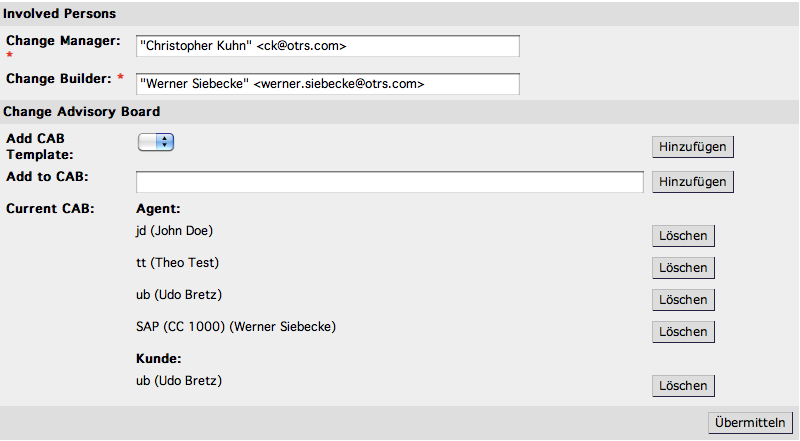 Involved Persons
Change Manager: "Christopher Kuhn" <ck@otrs.com>
*
Change Builder: * "Werner Siebecke" <werner.siebecke@otrs.com>
Change Advisory Board
Add CAB
Template: Hinzufügen
Add to CAB: Hinzufügen
Current CAB: Agent:
jd (John Doe) Löschen
tt (Theo Test) Löschen
ub (Udo Bretz) Löschen
SAP (CC 1000) (Werner Siebecke) Löschen
Kunde:
ub (Udo Bretz) Löschen
Übermitteln